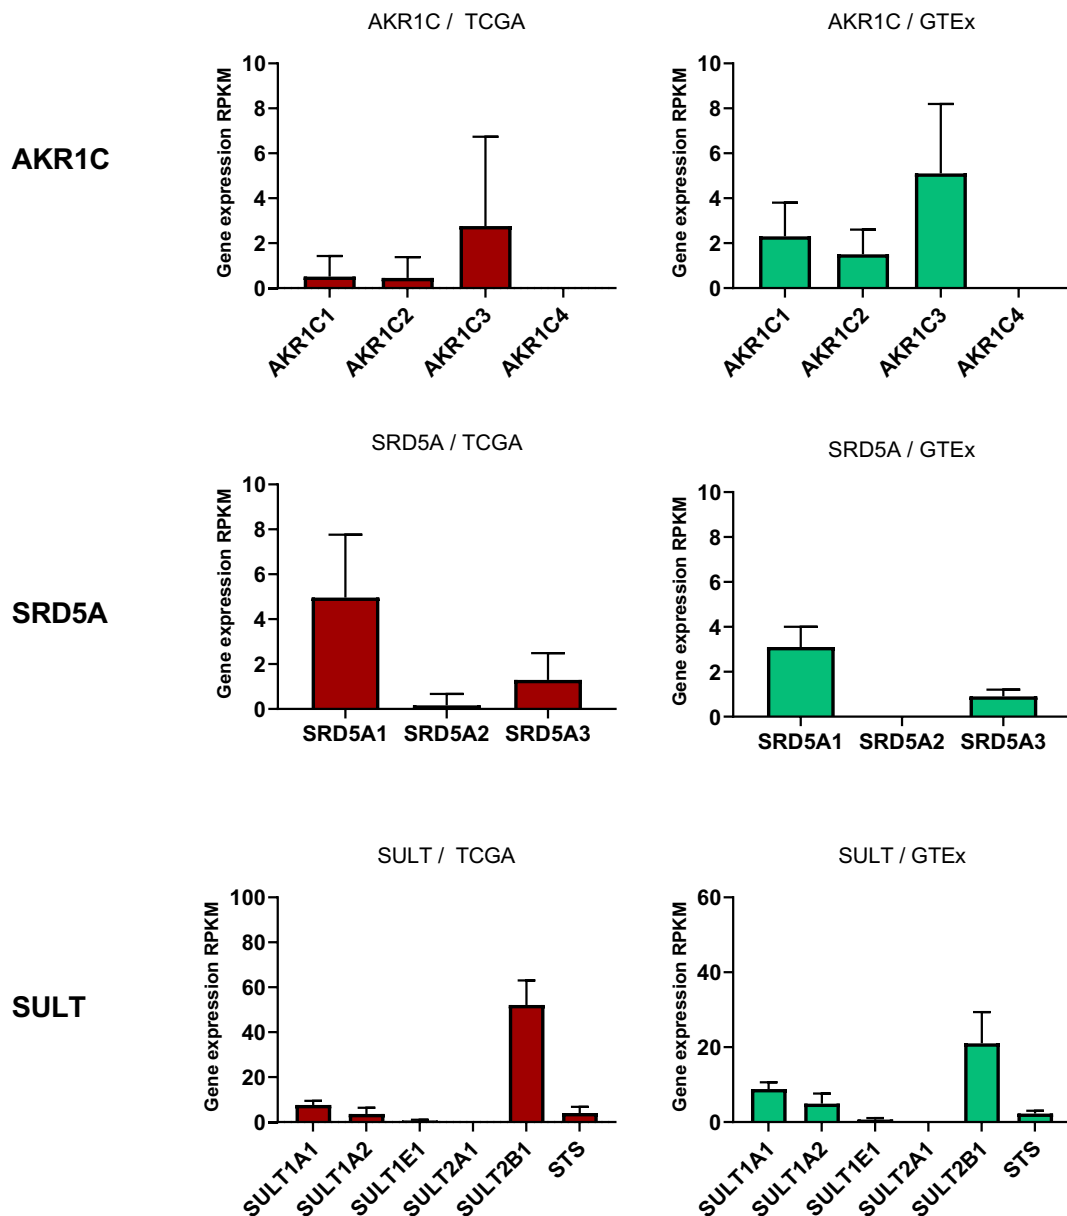 AKR1C
AKR1C / TCGA
Gene expression RPKM
10
8
6
4
2
0
AKR1C1
AKR1C2
AKR1C3
AKR1C4
AKR1C / GTEx
Gene expression RPKM
10
8
6
4
2
0
AKR1C1
AKR1C2
AKR1C3
AKR1C4
SRD5A
SRD5A / TCGA
Gene expression RPKM
10
8
6
4
2
0
SRD5A1
SRD5A2
SRD5A3
SRD5A / GTEx
Gene expression RPKM
10
8
6
4
2
0
SRD5A1
SRD5A2
SRD5A3
SULT
SULT / TCGA
Gene expression RPKM
100
80
60
40
20
0
SULT1A1
SULT1A2
SULT1E1
SULT2A1
SULT2B1
STS
SULT / GTEx
Gene expression RPKM
60
40
20
0
SULT1A1
SULT1A2
SULT1E1
SULT2A1
SULT2B1
STS